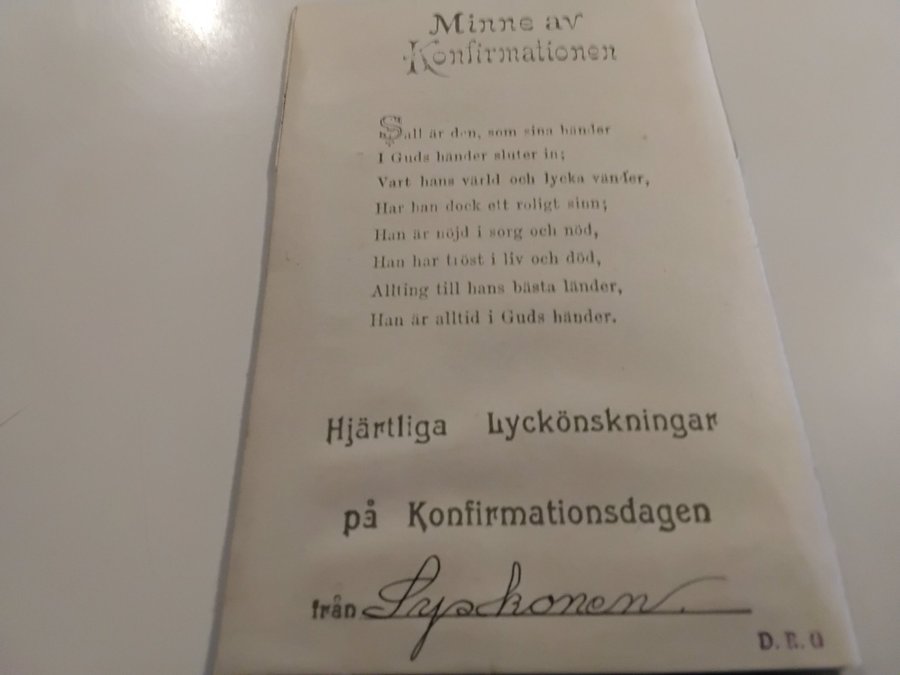 Minne av
Konfirmationen
Säll är den, som sina händer
I Guds händer sluter in;
Vart hans värld och lycka vänder,
Har han dock ett roligt sinn;
Han är nöjd i sorg och nöd,
Han har tröst i liv och död,
Allting till hans bästa länder,
Han är alltid i Guds händer.
Hjärtliga Lyckönskningar
på Konfirmationsdagen
från Syskonen.